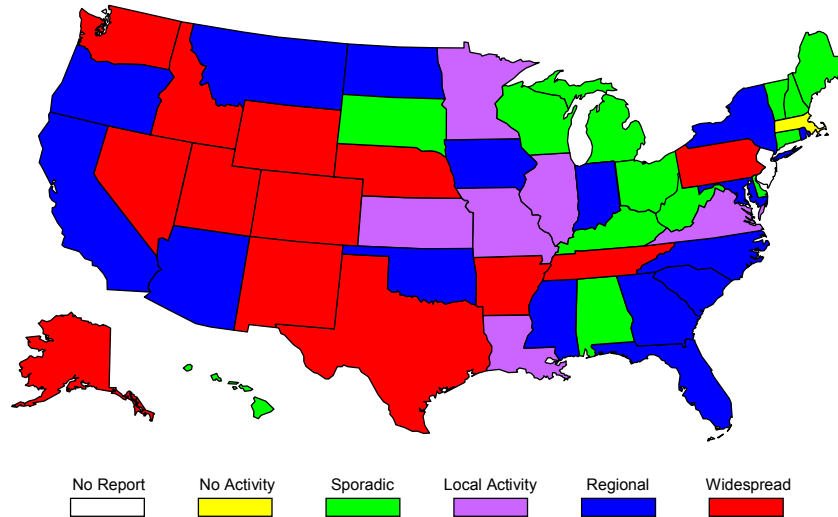 No Report
No Activity
Sporadic
Local Activity
Regional
Widespread